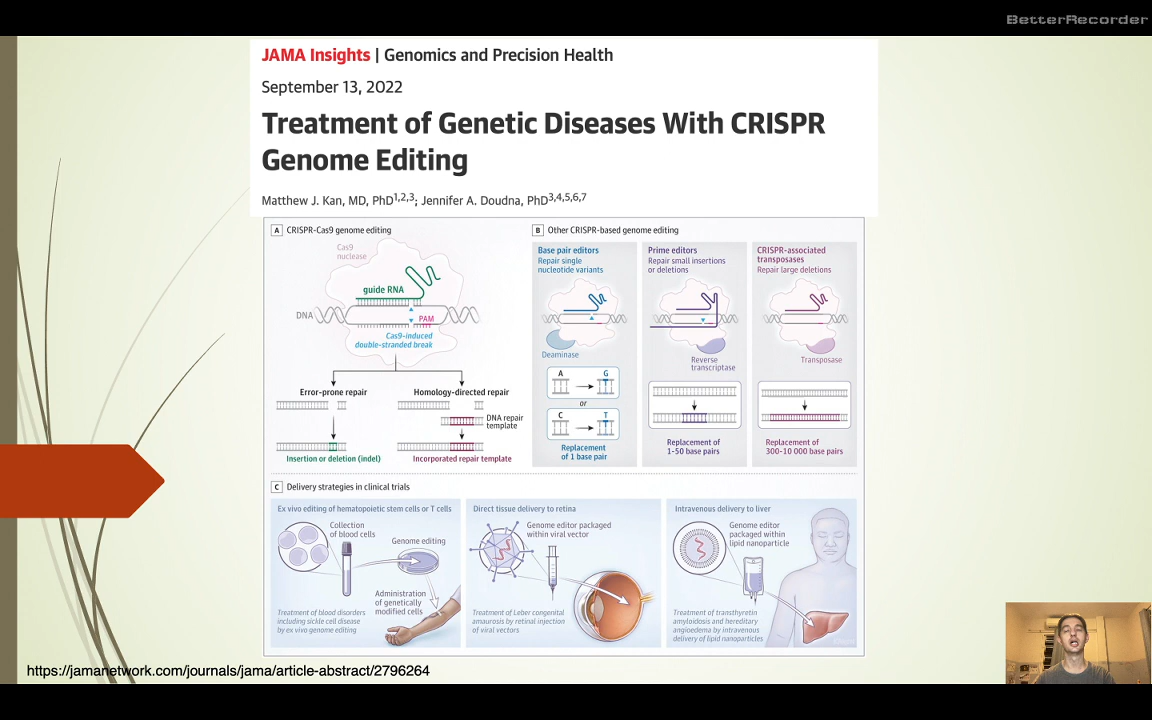 BetterRecorder
JAMA Insights | Genomics and Precision Health
September 13, 2022
Treatment of Genetic Diseases With CRISPR
Genome Editing
Matthew J. Kan, MD, PhD1,2,3; Jennifer A. Doudna, PhD3,4,5,6,7
A CRISPR-Cas9 genome editing
Cas9
nuclease
guide RNA
DNA
PAM
Cas9-induced
double-stranded break
Error-prone repair
Insertion or deletion (indel)
Homology-directed repair
DNA repair
template
Incorporated repair template
B Other CRISPR-based genome editing
Base pair editors
Repair single
nucleotide variants
Deaminase
A G
or
C T
Replacement
of 1 base pair
Prime editors
Repair small insertions
or deletions
Reverse
transcriptase
Replacement of
1-50 base pairs
CRISPR-associated
transposases
Repair large deletions
Transposase
Replacement of
300-10 000 base pairs
C Delivery strategies in clinical trials
Ex vivo editing of hematopoietic stem cells or T cells
Collection
of blood cells
Genome editing
Administration
of genetically
modified cells
Treatment of blood disorders
including sickle cell disease
by ex vivo genome editing
Direct tissue delivery to retina
Genome editor packaged
within viral vector
Treatment of Leber congenital
amaurosis by retinal injection
of viral vectors
Intravenous delivery to liver
Genome editor
packaged within
lipid nanoparticle
Treatment of transthyretin
amyloidosis and hereditary
angioedema by intravenous
delivery of lipid nanoparticles
https://jamanetwork.com/journals/jama/article-abstract/2796264